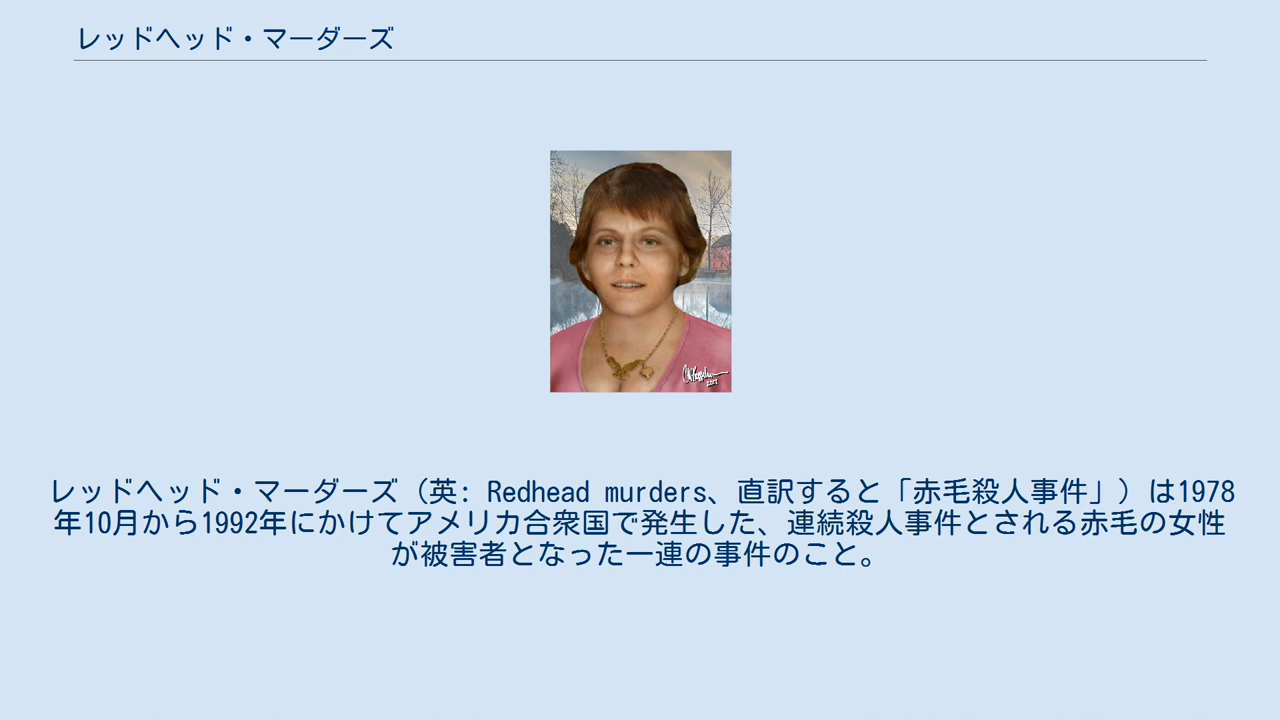 レッドヘッド・マーダーズ
レッドヘッド・マーダーズ（英: Redhead murders、直訳すると「赤毛殺人事件」）は1978
年10月から1992年にかけてアメリカ合衆国で発生した、連続殺人事件とされる赤毛の女性
が被害者となった一連の事件のこと。